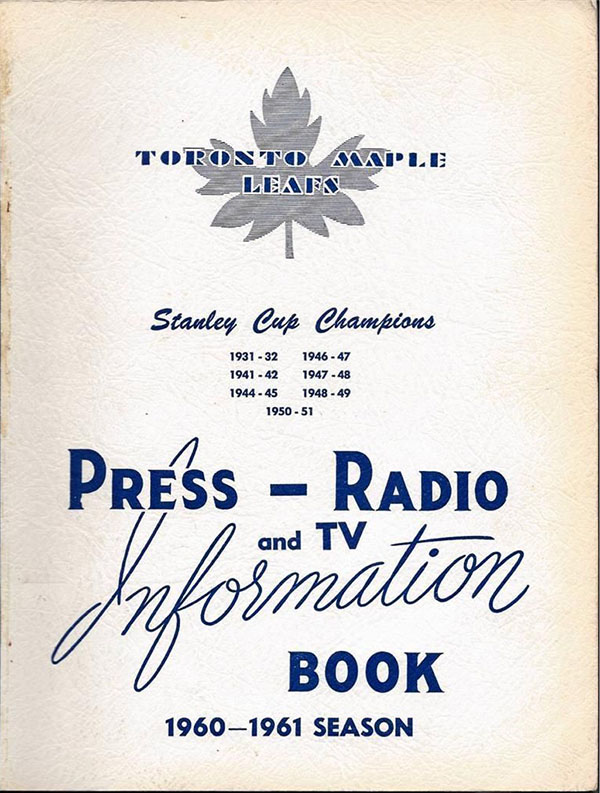 TORONTO MAPLE
LEAFS
Stanley Cup Champions
1931 - 32 1946 - 47
1941 - 42 1947 - 48
1944 - 45 1948 - 49
1950 - 51
PRESS – RADIO
and TV
Information
BOOK
1960–1961 SEASON